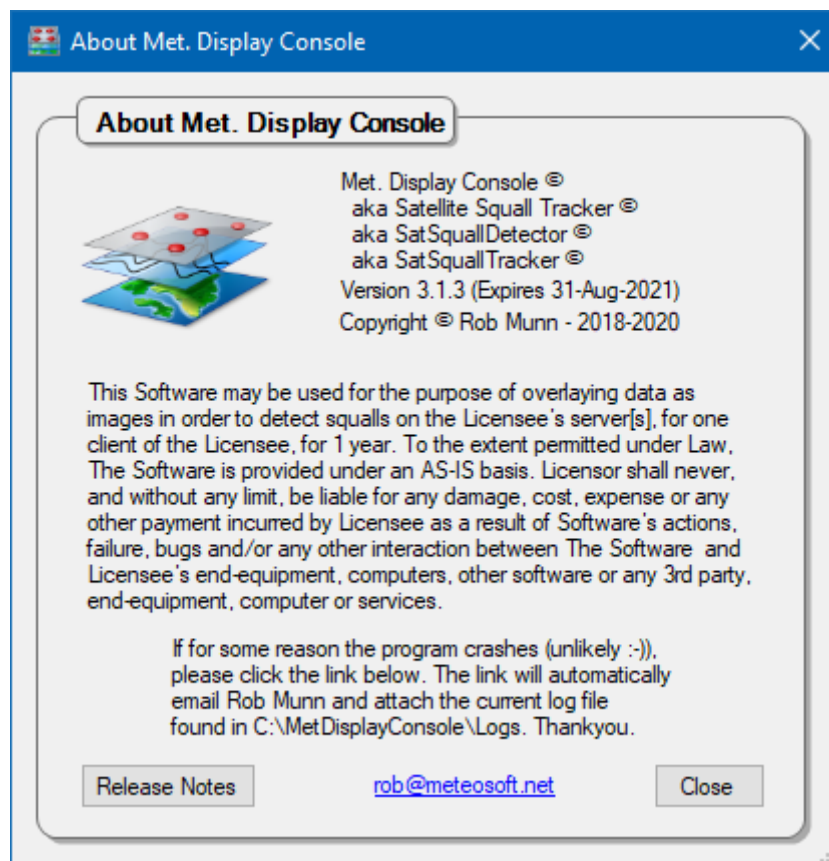 About Met. Display Console
About Met. Display Console
Met. Display Console ©
aka Satellite Squall Tracker ©
aka SatSquallDetector ©
aka SatSquallTracker ©
Version 3.1.3 (Expires 31-Aug-2021)
Copyright © Rob Munn - 2018-2020
This Software may be used for the purpose of overlaying data as
images in order to detect squalls on the Licensee's server[s], for one
client of the Licensee, for 1 year. To the extent permitted under Law,
The Software is provided under an AS-IS basis. Licensor shall never,
and without any limit, be liable for any damage, cost, expense or any
other payment incurred by Licensee as a result of Software's actions,
failure, bugs and/or any other interaction between The Software and
Licensee's end-equipment, computers, other software or any 3rd party,
end-equipment, computer or services.
If for some reason the program crashes (unlikely :-)),
please click the link below. The link will automatically
email Rob Munn and attach the current log file
found in C:\MetDisplayConsole\Logs. Thankyou.
Release Notes
rob@meteosoft.net
Close